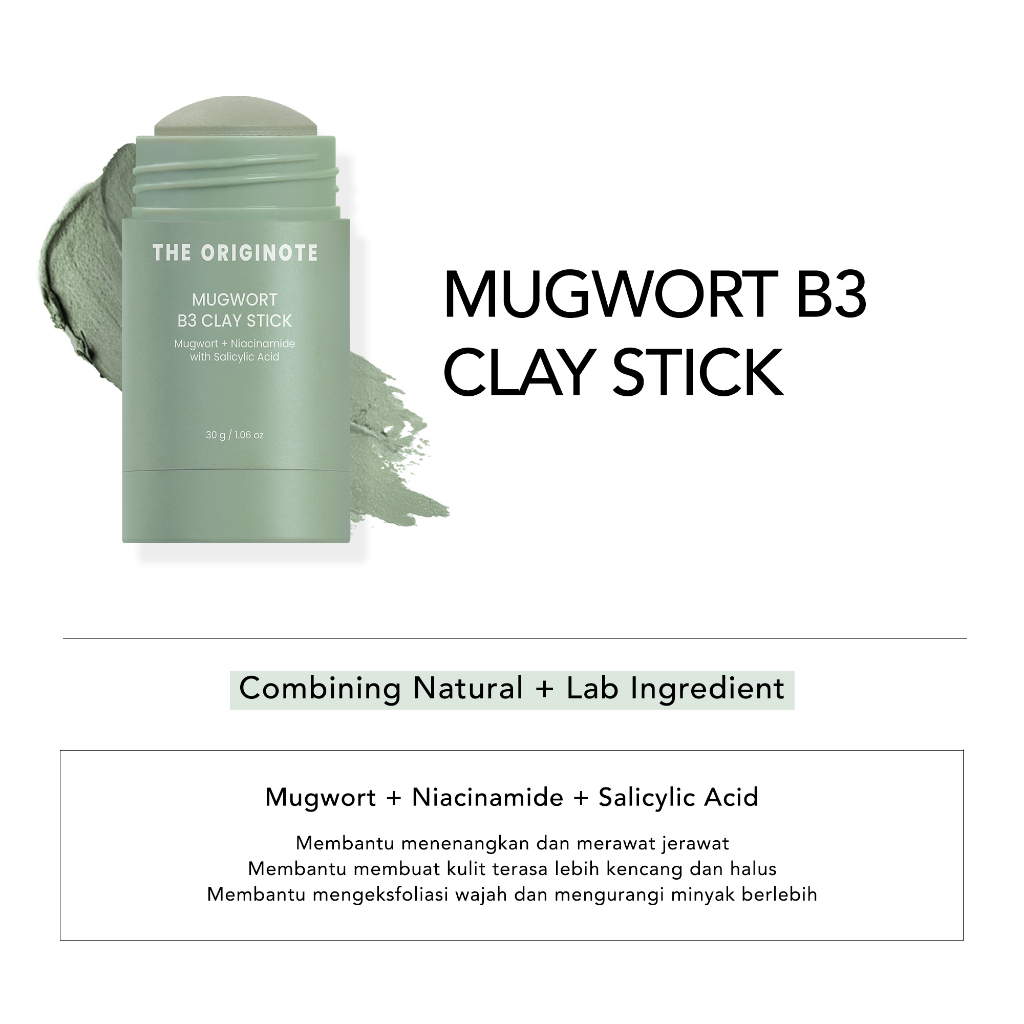 THE ORIGINOTE
MUGWORT
B3 CLAY STICK
Mugwort + Niacinamide
with Salicylic Acid
30 g / 1.06 oz
MUGWORT B3
CLAY STICK
Combining Natural + Lab Ingredient
Mugwort + Niacinamide + Salicylic Acid
Membantu menenangkan dan merawat jerawat
Membantu membuat kulit terasa lebih kencang dan halus
Membantu mengeksfoliasi wajah dan mengurangi minyak berlebih